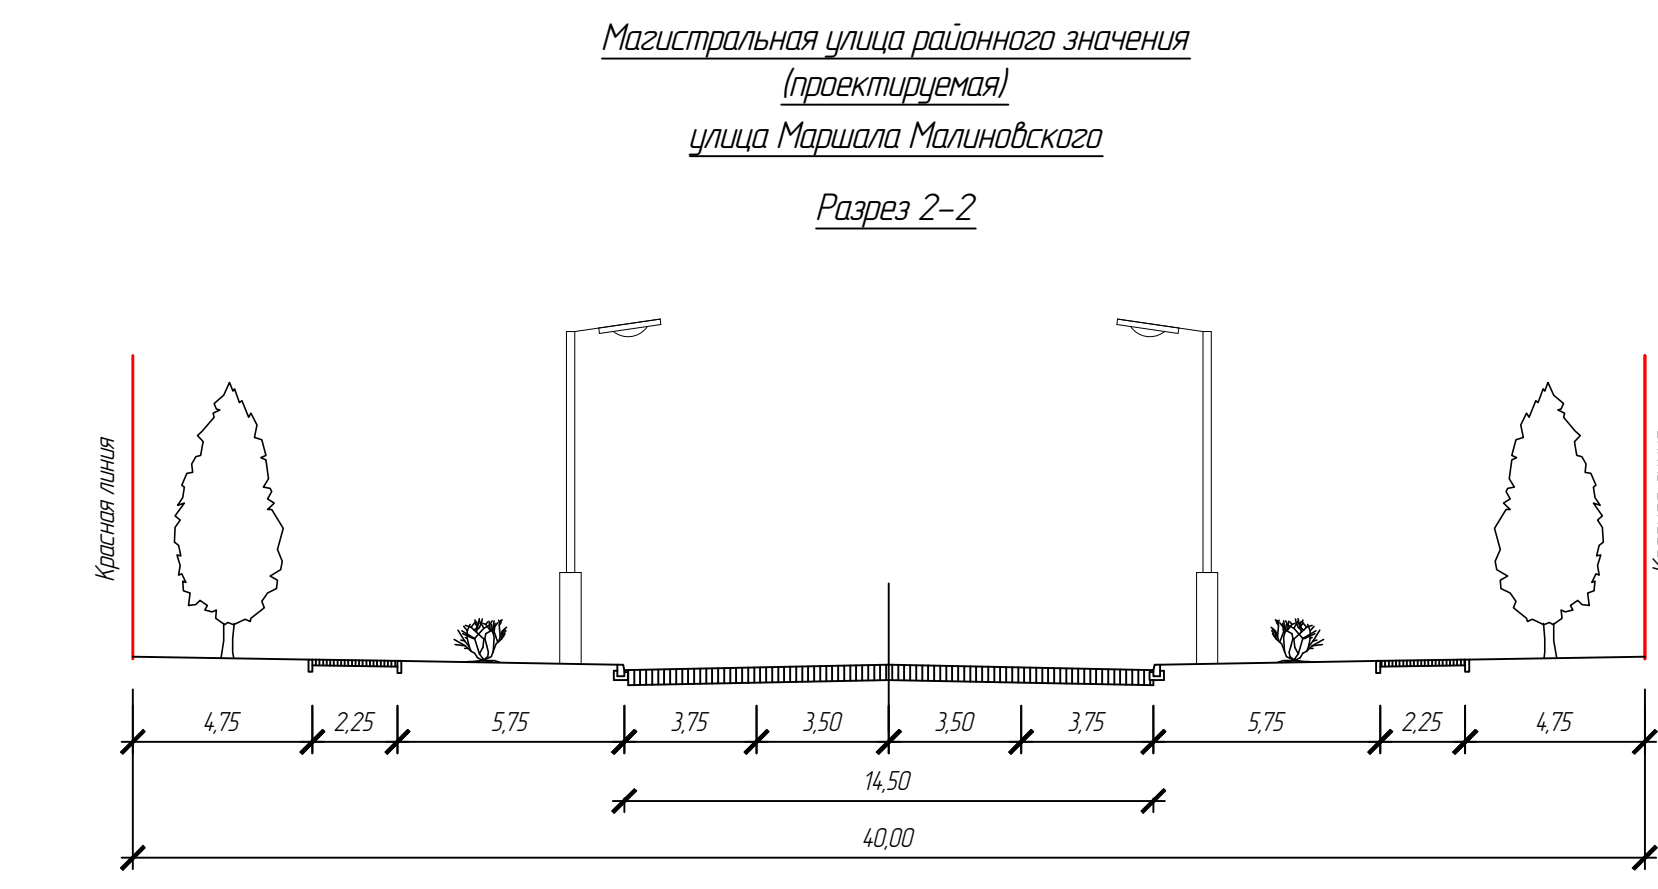 Магистральная улица районного значения
(проектируемая)
улица Маршала Малиновского
Разрез 2-2
Красная линия
4,75 2,25 5,75 3,75 3,50 3,50 3,75 5,75 2,25 4,75
14,50
40,00